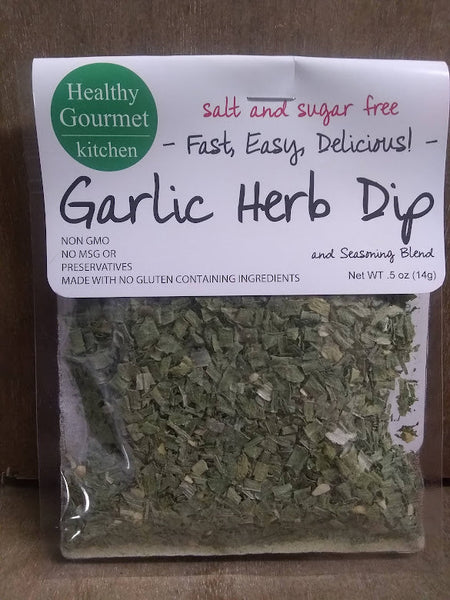 Healthy
Gourmet
kitchen
salt and sugar free
- Fast, Easy, Delicious! -
Garlic Herb Dip
and Seasoning Blend
NON GMO
NO MSG OR
PRESERVATIVES
MADE WITH NO GLUTEN CONTAINING INGREDIENTS
Net WT .5 oz (14g)